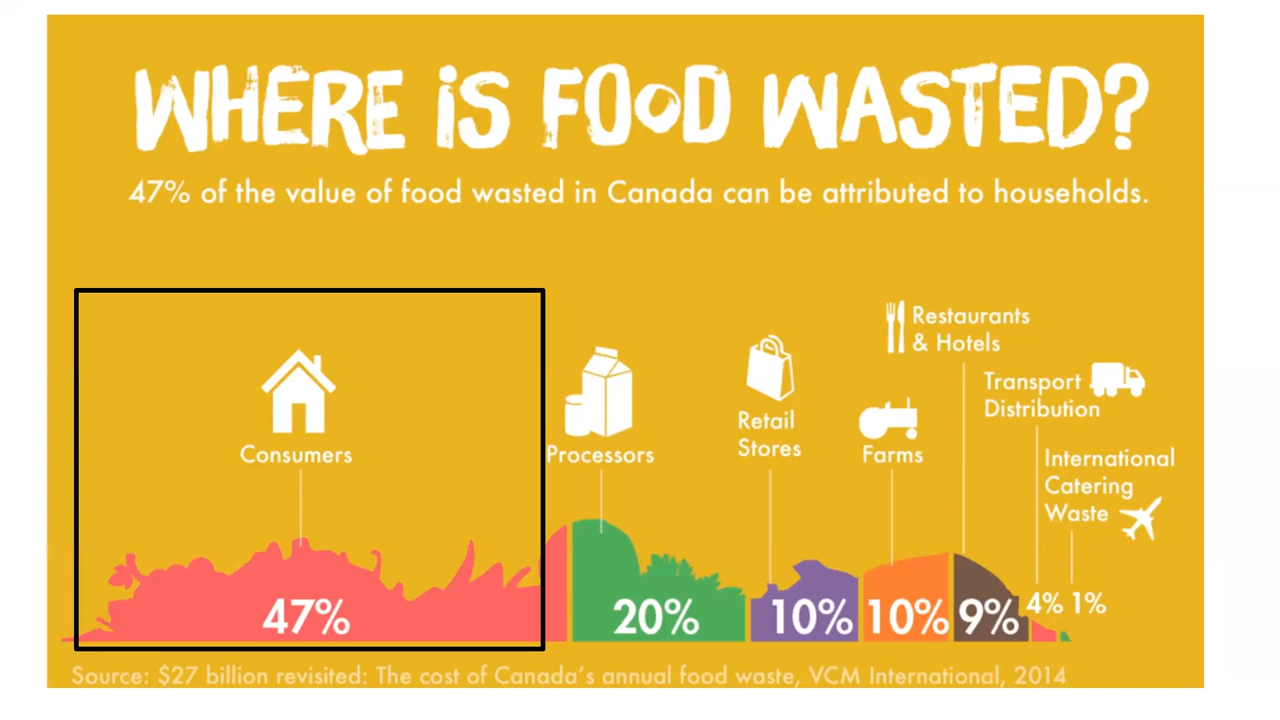 WHERE iS FOOD WASTED?
47% of the value of food wasted in Canada can be attributed to households.
Consumers
47%
Processors
20%
Retail
Stores
10%
Farms
10%
Restaurants
& Hotels
9%
Transport
Distribution
4%
International
Catering
Waste
1%
Source: $27 billion revisited: The cost of Canada's annual food waste, VCM International, 2014